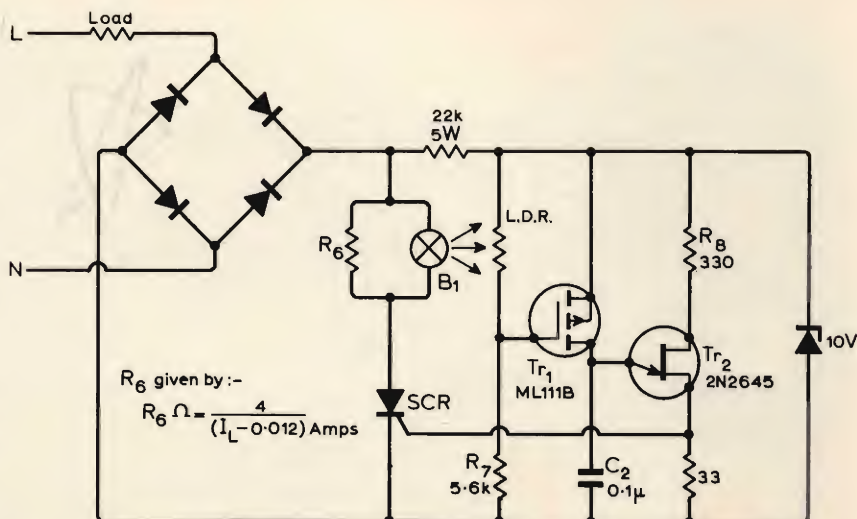 L
Load
N
22k
5W
R6
B1
L.D.R.
Tr1
ML111B
R8
330
Tr2
2N2645
10V
SCR
R6 given by:-
R6 Ω = 4
(IL-0·012) Amps
R7
5·6k
C2
0·1μ
33